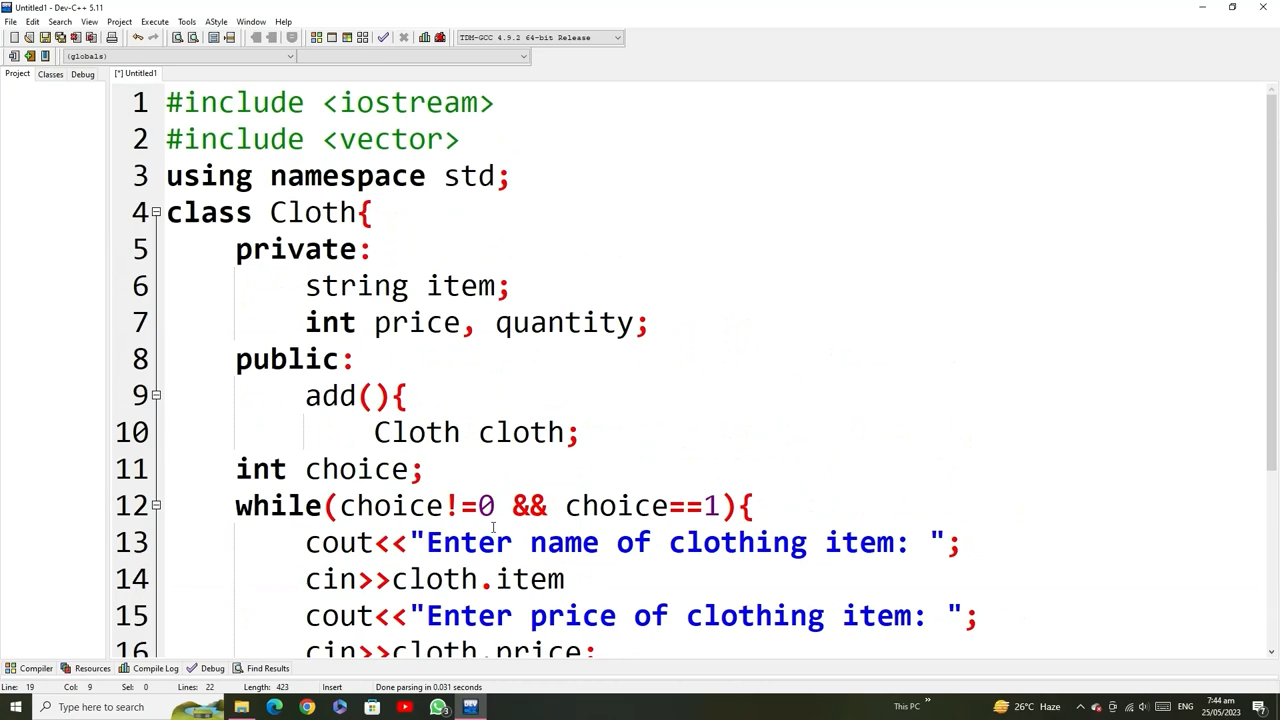 Untitled1 - Dev-C++ 5.11
File Edit Search View Project Execute Tools AStyle Window Help
TDM-GCC 4.9.2 64-bit Release
(globals)
Project Classes Debug [*] Untitled1
1 #include <iostream>
2 #include <vector>
3 using namespace std;
4 class Cloth{
5 private:
6 string item;
7 int price, quantity;
8 public:
9 add(){
10 Cloth cloth;
11 int choice;
12 while(choice!=0 && choice==1){
13 cout<<"Enter name of clothing item: ";
14 cin>>cloth.item
15 cout<<"Enter price of clothing item: ";
16 cin>>cloth.price;
Compiler Resources Compile Log Debug Find Results
Line: 19 Col: 9 Sel: 0 Lines: 22 Length: 423 Insert Done parsing in 0.031 seconds
Type here to search 3 This PC » 26°C Haze ENG 7:44 am
25/05/2023